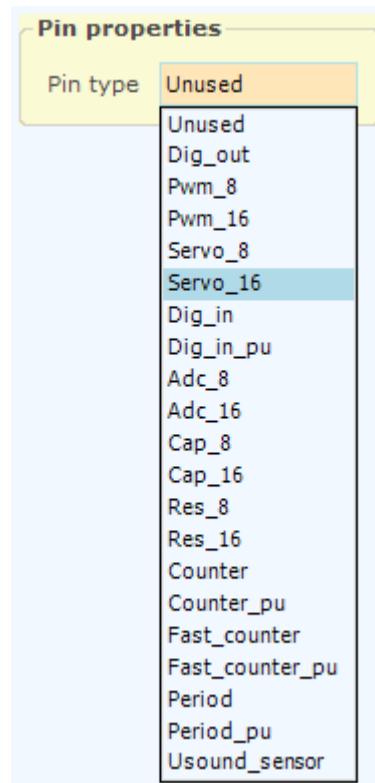 Pin properties
Pin type Unused
Unused
Dig_out
Pwm_8
Pwm_16
Servo_8
Servo_16
Dig_in
Dig_in_pu
Adc_8
Adc_16
Cap_8
Cap_16
Res_8
Res_16
Counter
Counter_pu
Fast_counter
Fast_counter_pu
Period
Period_pu
Usound_sensor